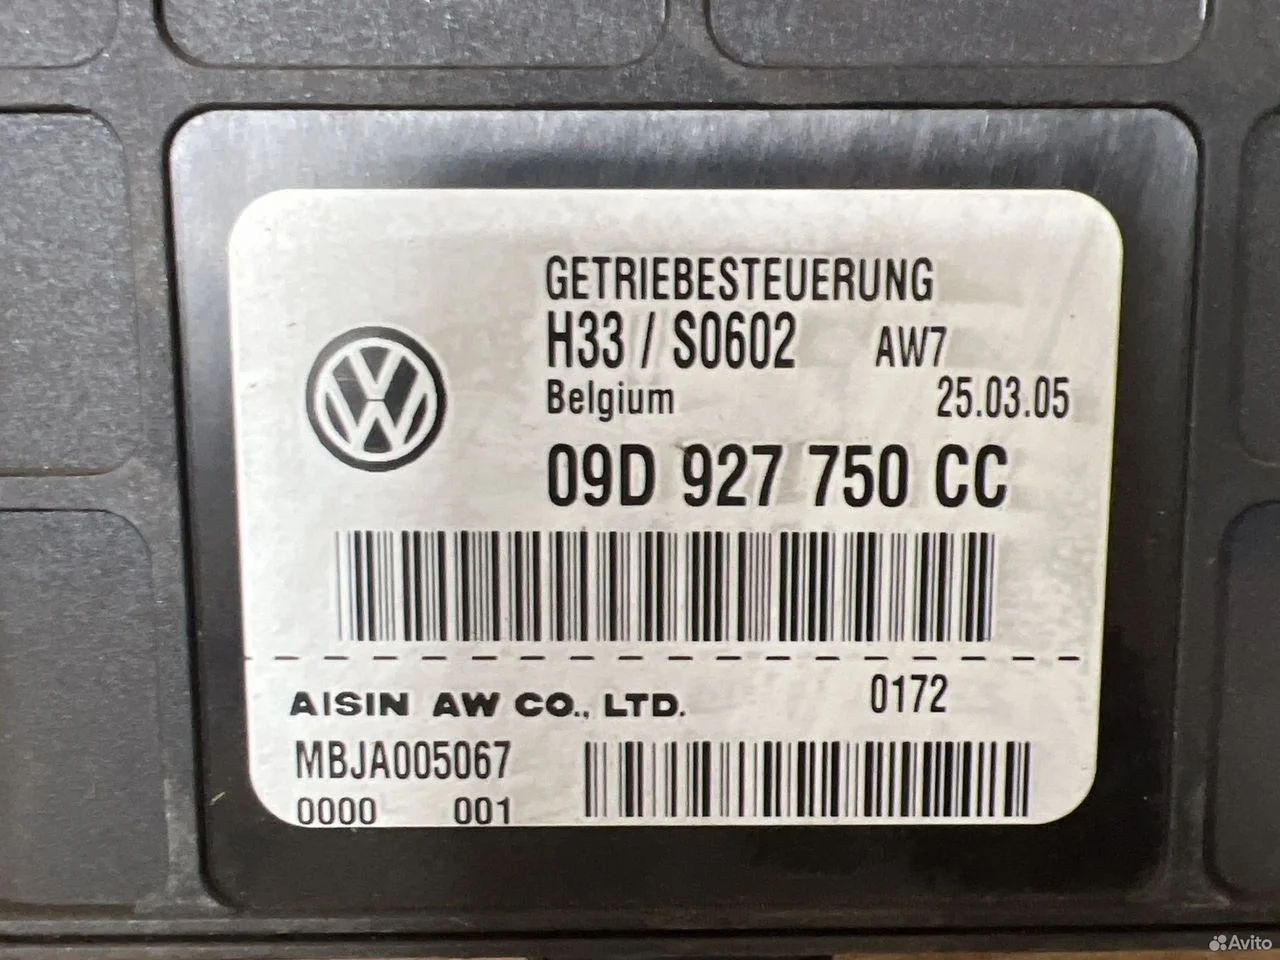 GETRIEBESTEUERUNG
H33 / S0602 AW7
Belgium 25.03.05
09D 927 750 CC
AISIN AW CO., LTD. 0172
MBJA005067
0000 001
Avito